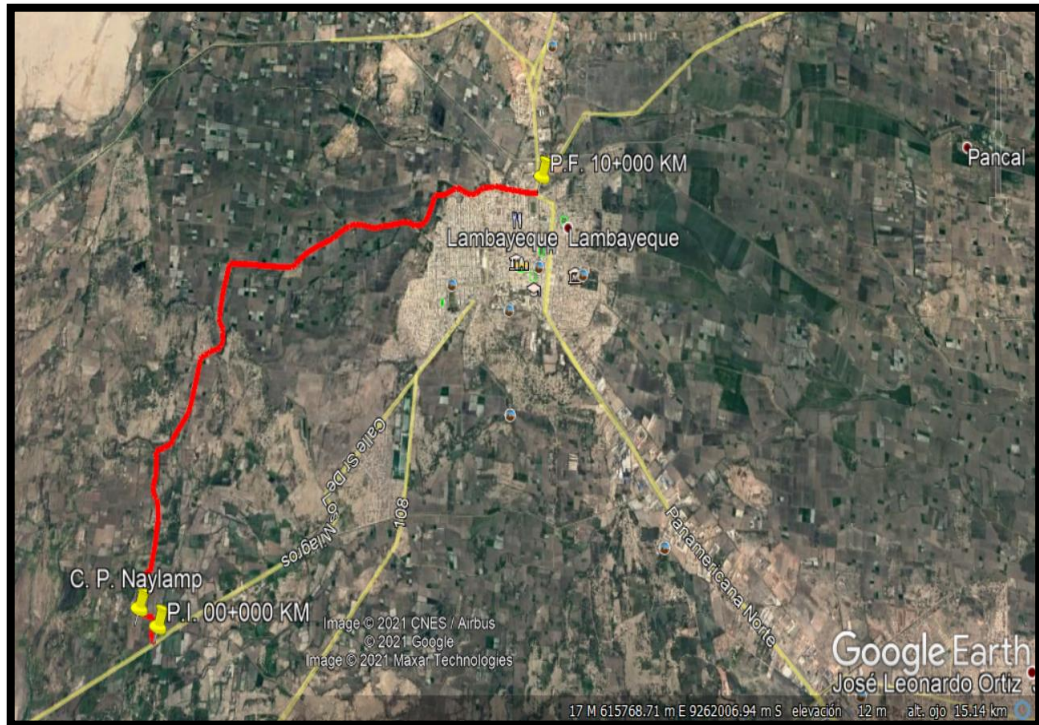 P.F. 10+000 KM
Pancal
Lambayeque
Lambayeque
Calle Sr. De Los Milagros
108
Panamericana Norte
C. P. Naylamp
P.I. 00+000 KM
Image © 2021 CNES / Airbus
© 2021 Google
Image © 2021 Maxar Technologies
Google Earth
José Leonardo Ortiz
17 M 615768.71 m E 9262006.94 m S elevación 12 m alt. ojo 15.14 km